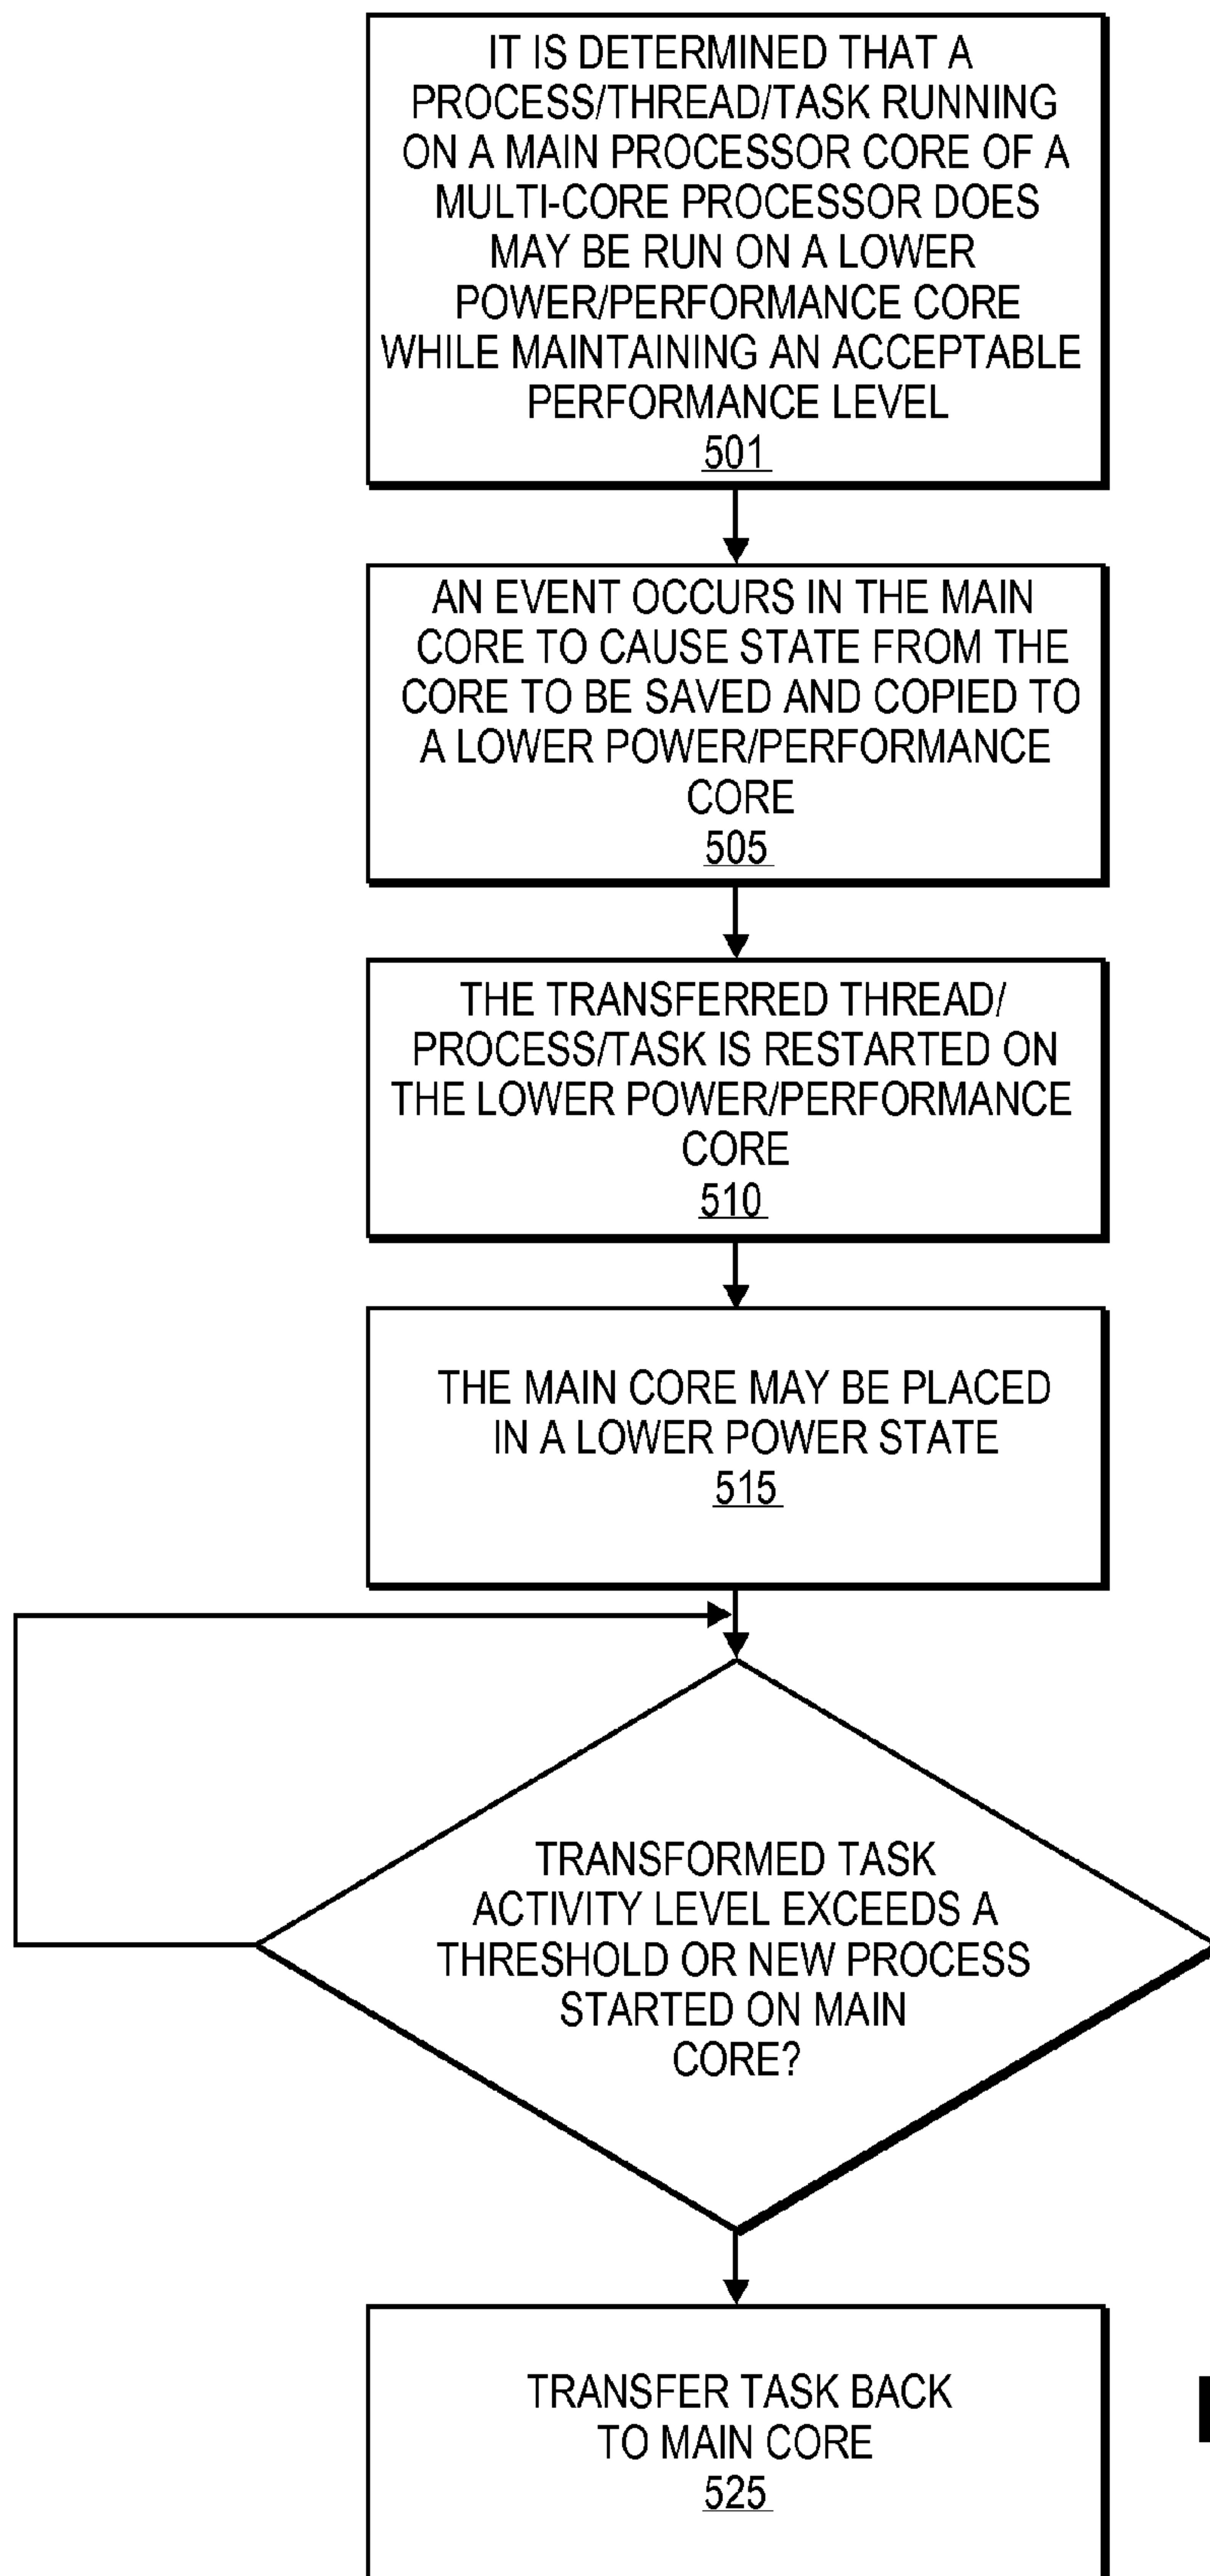 IT IS DETERMINED THAT A
PROCESS/THREAD/TASK RUNNING
ON A MAIN PROCESSOR CORE OF A
MULTI-CORE PROCESSOR DOES
MAY BE RUN ON A LOWER
POWER/PERFORMANCE CORE
WHILE MAINTAINING AN ACCEPTABLE
PERFORMANCE LEVEL
501
AN EVENT OCCURS IN THE MAIN
CORE TO CAUSE STATE FROM THE
CORE TO BE SAVED AND COPIED TO
A LOWER POWER/PERFORMANCE
CORE
505
THE TRANSFERRED THREAD/
PROCESS/TASK IS RESTARTED ON
THE LOWER POWER/PERFORMANCE
CORE
510
THE MAIN CORE MAY BE PLACED
IN A LOWER POWER STATE
515
TRANSFORMED TASK
ACTIVITY LEVEL EXCEEDS A
THRESHOLD OR NEW PROCESS
STARTED ON MAIN
CORE?
TRANSFER TASK BACK
TO MAIN CORE
525